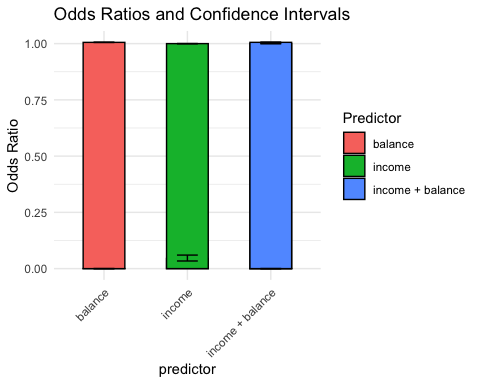 Odds Ratios and Confidence Intervals
Odds Ratio
1.00
0.75
0.50
0.25
0.00
balance
income
income + balance
predictor
Predictor
balance
income
income + balance